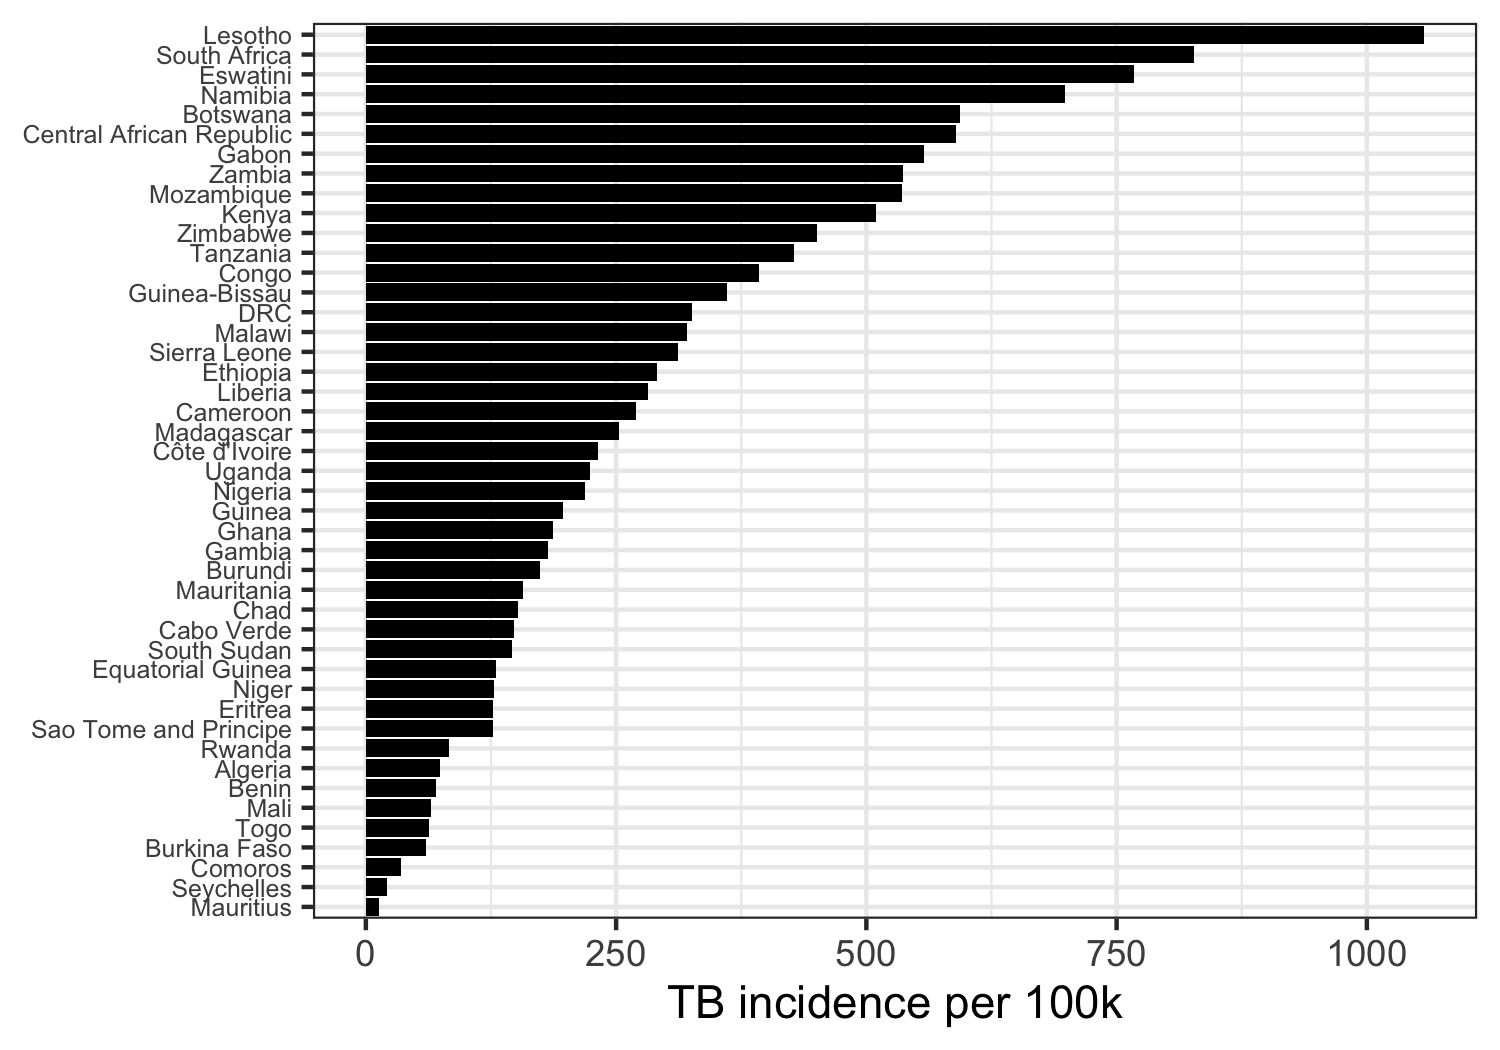 Lesotho
South Africa
Eswatini
Namibia
Botswana
Central African Republic
Gabon
Zambia
Mozambique
Kenya
Zimbabwe
Tanzania
Congo
Guinea-Bissau
DRC
Malawi
Sierra Leone
Ethiopia
Liberia
Cameroon
Madagascar
Côte d'Ivoire
Uganda
Nigeria
Guinea
Ghana
Gambia
Burundi
Mauritania
Chad
Cabo Verde
South Sudan
Equatorial Guinea
Niger
Eritrea
Sao Tome and Principe
Rwanda
Algeria
Benin
Mali
Togo
Burkina Faso
Comoros
Seychelles
Mauritius
0 250 500 750 1000
TB incidence per 100k